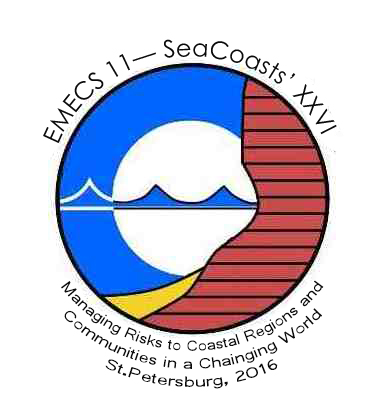 EMECS 11— SeaCoasts’ XXVI
Managing Risks to Coastal Regions and
Communities in a Chainging World
St.Petersburg, 2016